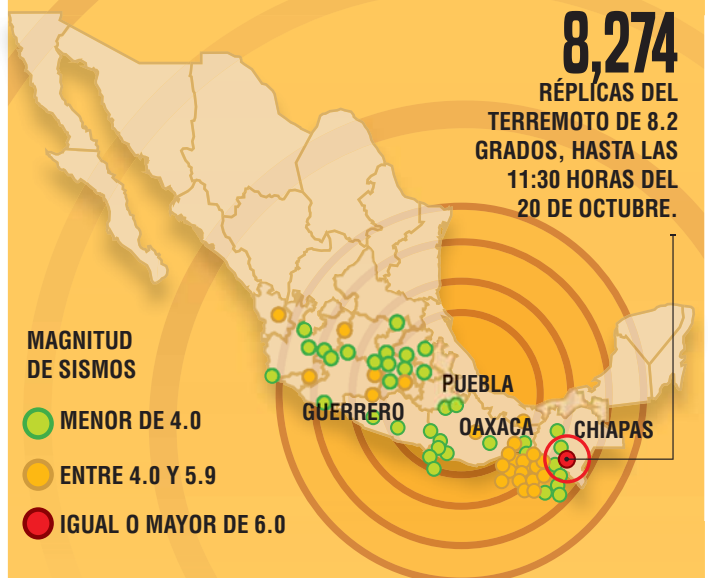 8,274
RÉPLICAS DEL
TERREMOTO DE 8.2
GRADOS, HASTA LAS
11:30 HORAS DEL
20 DE OCTUBRE.
MAGNITUD
DE SISMOS
MENOR DE 4.0
ENTRE 4.0 Y 5.9
IGUAL O MAYOR DE 6.0
PUEBLA
GUERRERO
OAXACA
CHIAPAS